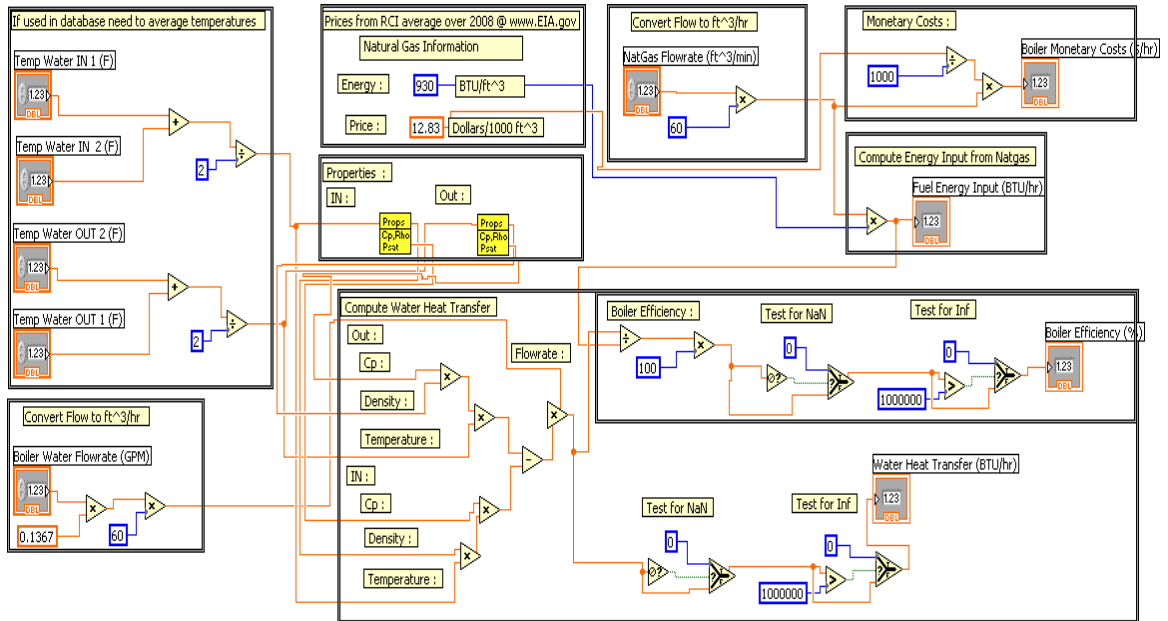 If used in database need to average temperatures
Temp Water IN 1 (F)
1.23
DBL
Temp Water IN 2 (F)
1.23
DBL
+
÷
2
Temp Water OUT 2 (F)
1.23
DBL
Temp Water OUT 1 (F)
1.23
DBL
+
÷
2
Convert Flow to ft^3/hr
Boiler Water Flowrate (GPM)
1.23
DBL
0.1367
x
60
x
Prices from RCI average over 2008 @ www.EIA.gov
Natural Gas Information
Energy :
930
BTU/ft^3
Price :
12.83
Dollars/1000 ft^3
Properties :
IN :
Out :
Props
Cp,Rho
Psat
Props
Cp,Rho
Psat
Convert Flow to ft^3/hr
NatGas Flowrate (ft^3/min)
1.23
DBL
60
x
Monetary Costs :
1000
÷
x
Boiler Monetary Costs ($/hr)
1.23
DBL
Compute Energy Input from Natgas
Fuel Energy Input (BTU/hr)
x
1.23
DBL
Compute Water Heat Transfer
Out :
Cp :
x
Density :
x
Temperature :
IN :
Cp :
x
Density :
x
Temperature :
-
Flowrate :
x
Boiler Efficiency :
÷
100
x
Test for NaN
0
?
?
T
F
Test for Inf
0
1000000
>
?
T
F
Boiler Efficiency (%)
1.23
DBL
Test for NaN
0
?
?
T
F
Test for Inf
0
1000000
>
?
T
F
Water Heat Transfer (BTU/hr)
1.23
DBL